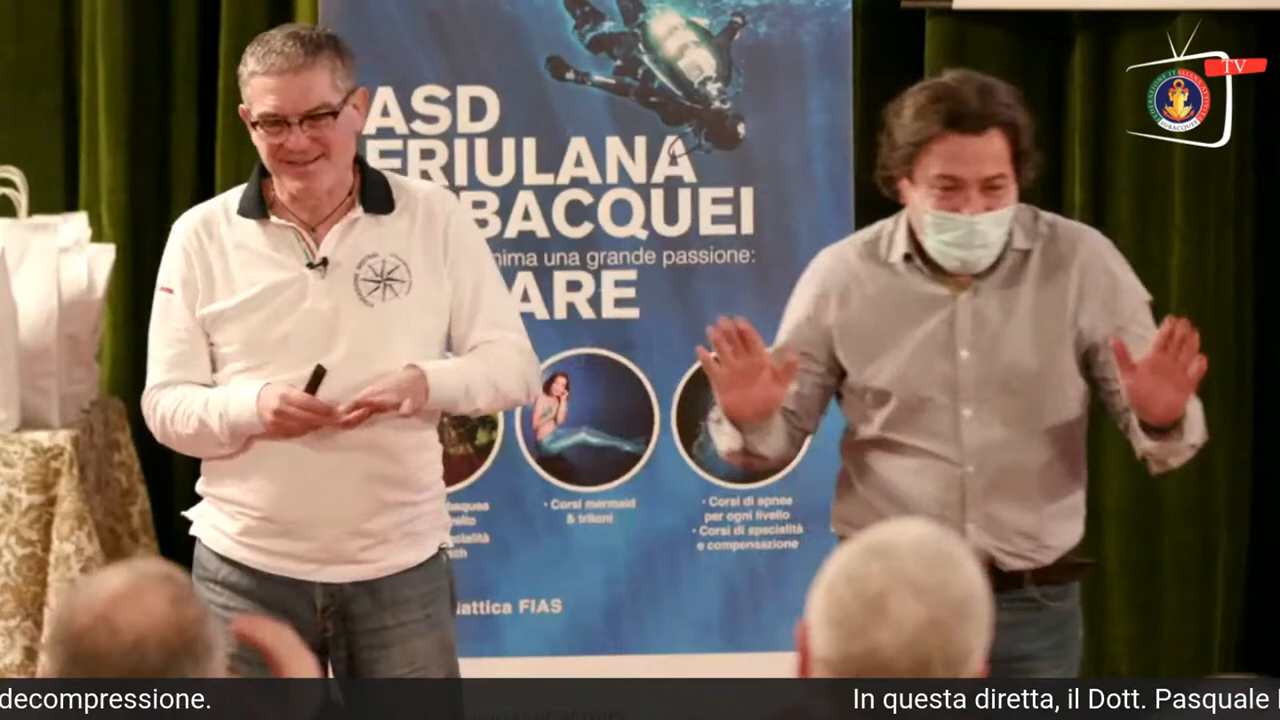 TV
ASD
FRIULANA
BACQUEI
nima una grande passione:
ARE
· Corsi mermaid
& tritoni
· Corsi di apnea
per ogni livello
· Corsi di specialità
e compensazione
attica FIAS
decompressione.
In questa diretta, il Dott. Pasquale